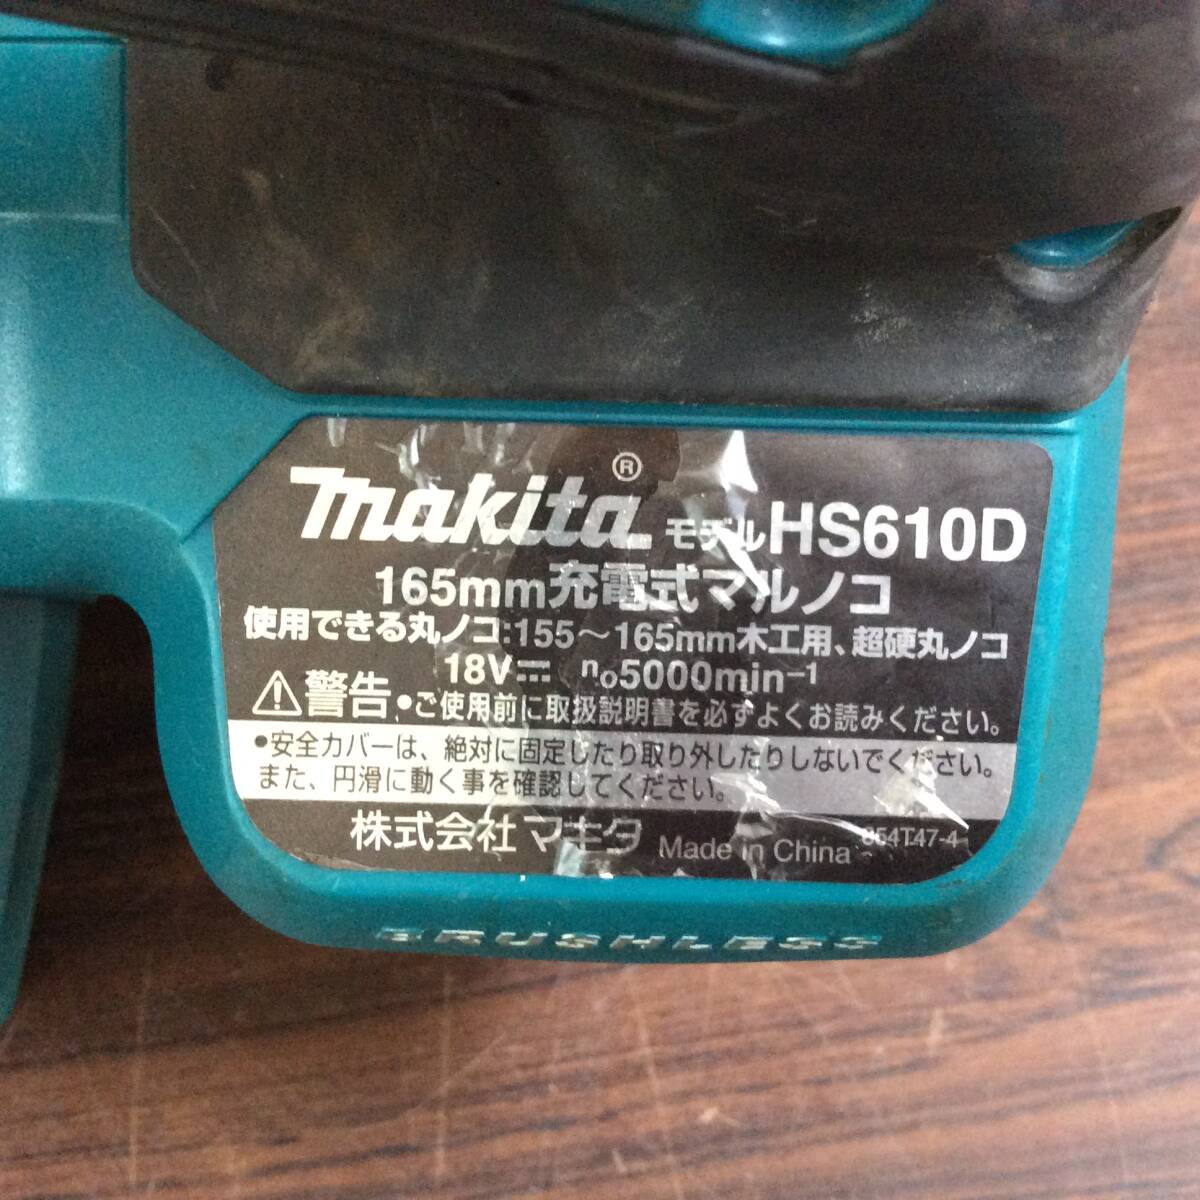 makita® モデル HS610D
165mm充電式マルノコ
使用できる丸ノコ:155～165mm木工用、超硬丸ノコ
18V⎓ n₀5000min⁻¹
⚠警告 •ご使用前に取扱説明書を必ずよくお読みください。
•安全カバーは、絶対に固定したり取り外したりしないでください。
また、円滑に動く事を確認してください。
株式会社マキタ Made in China 854T47-4
BRUSHLESS